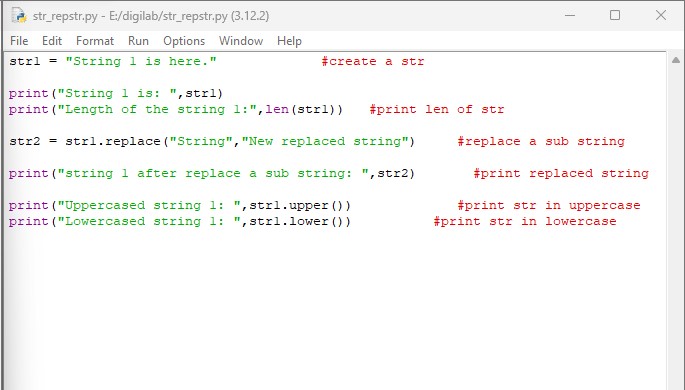 str_repstr.py - E:/digilab/str_repstr.py (3.12.2)
File Edit Format Run Options Window Help
str1 = "String 1 is here." #create a str
print("String 1 is: ",str1)
print("Length of the string 1:",len(str1)) #print len of str
str2 = str1.replace("String","New replaced string") #replace a sub string
print("string 1 after replace a sub string: ",str2) #print replaced string
print("Uppercased string 1: ",str1.upper()) #print str in uppercase
print("Lowercased string 1: ",str1.lower()) #print str in lowercase